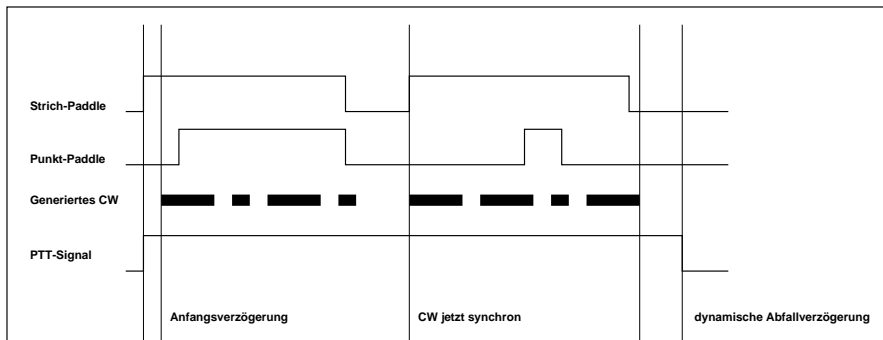 Strich-Paddle
Punkt-Paddle
Generiertes CW
PTT-Signal
Anfangsverzögerung
CW jetzt synchron
dynamische Abfallverzögerung